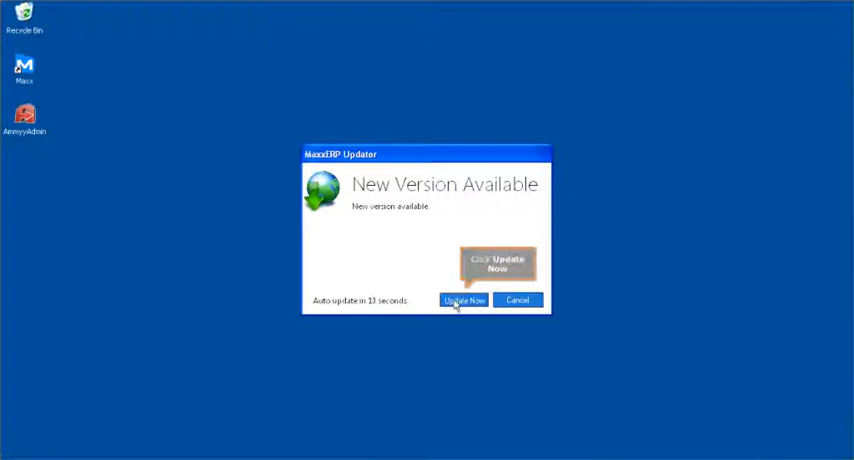 Recycle Bin
Maxx
AmmyyAdmin
MaxxERP Updator
New Version Available
New version available.
Click Update
Now
Auto update in 13 seconds.
Update Now
Cancel